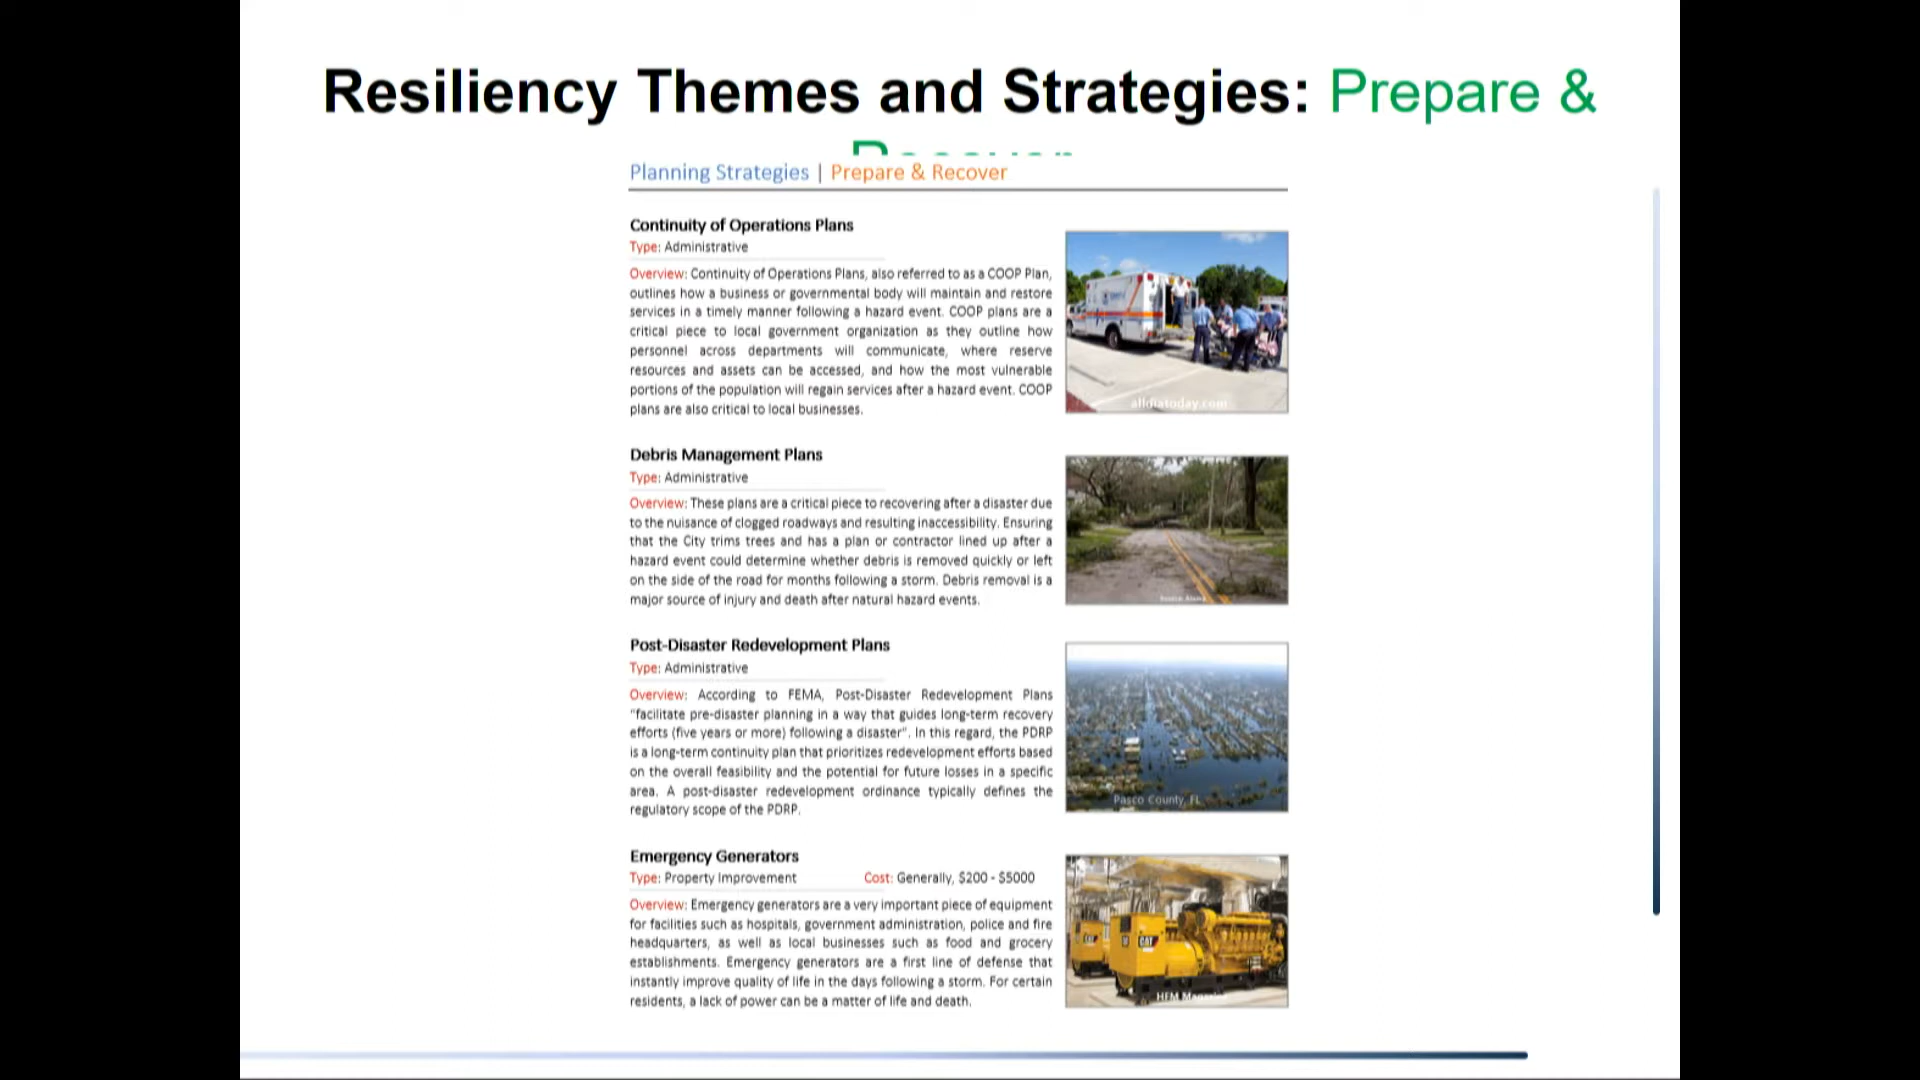 Resiliency Themes and Strategies: Prepare &
Recover
Planning Strategies | Prepare & Recover
Continuity of Operations Plans
Type: Administrative
Overview: Continuity of Operations Plans, also referred to as a COOP Plan,
outlines how a business or governmental body will maintain and restore
services in a timely manner following a hazard event. COOP plans are a
critical piece to local government organization as they outline how
personnel across departments will communicate, where reserve
resources and assets can be accessed, and how the most vulnerable
portions of the population will regain services after a hazard event. COOP
plans are also critical to local businesses.
Debris Management Plans
Type: Administrative
Overview: These plans are a critical piece to recovering after a disaster due
to the nuisance of clogged roadways and resulting inaccessibility. Ensuring
that the City trims trees and has a plan or contractor lined up after a
hazard event could determine whether debris is removed quickly or left
on the side of the road for months following a storm. Debris removal is a
major source of injury and death after natural hazard events.
Post-Disaster Redevelopment Plans
Type: Administrative
Overview: According to FEMA, Post-Disaster Redevelopment Plans
"facilitate pre-disaster planning in a way that guides long-term recovery
efforts (five years or more) following a disaster". In this regard, the PDRP
is a long-term continuity plan that prioritizes redevelopment efforts based
on the overall feasibility and the potential for future losses in a specific
area. A post-disaster redevelopment ordinance typically defines the
regulatory scope of the PDRP.
Pasco County, FL
Emergency Generators
Type: Property Improvement Cost: Generally, $200 - $5000
Overview: Emergency generators are a very important piece of equipment
for facilities such as hospitals, government administration, police and fire
headquarters, as well as local businesses such as food and grocery
establishments. Emergency generators are a first line of defense that
instantly improve quality of life in the days following a storm. For certain
residents, a lack of power can be a matter of life and death.
CAT
CAT
HFM